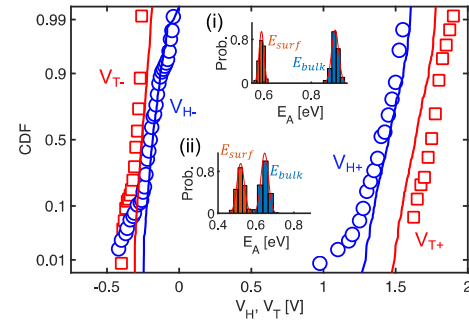 (i)
0.99
0.8
E_surf
E_bulk
Prob.
0.4
0.9
V_T-
V_H-
0.6
0.8
E_A [eV]
CDF
0.5
(ii)
E_surf
0.8
E_bulk
Prob.
V_H+
0.1
0.4
0.4
0.6
0.8
E_A [eV]
V_T+
0.01
-0.5
0
0.5
1
1.5
2
V_H, V_T [V]